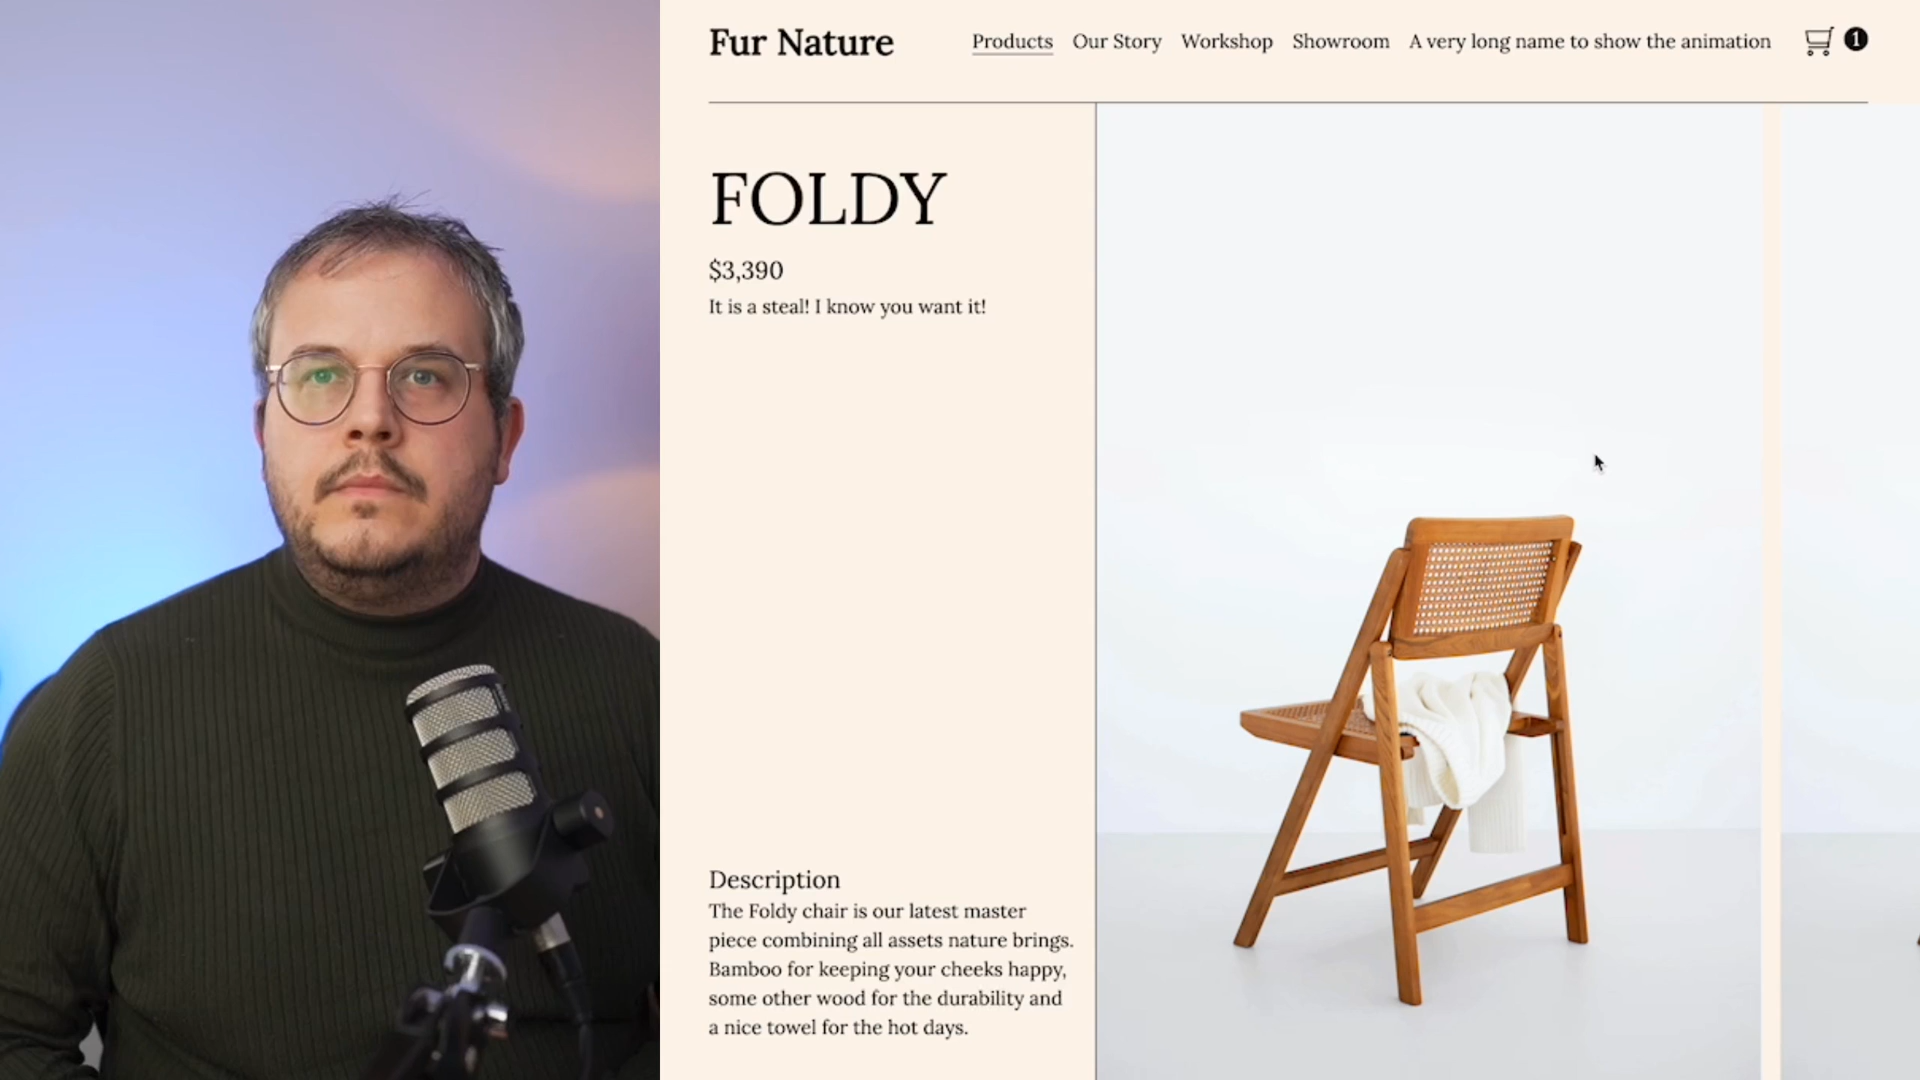 Fur Nature
Products Our Story Workshop Showroom A very long name to show the animation 1
FOLDY
$3,390
It is a steal! I know you want it!
Description
The Foldy chair is our latest master
piece combining all assets nature brings.
Bamboo for keeping your cheeks happy,
some other wood for the durability and
a nice towel for the hot days.